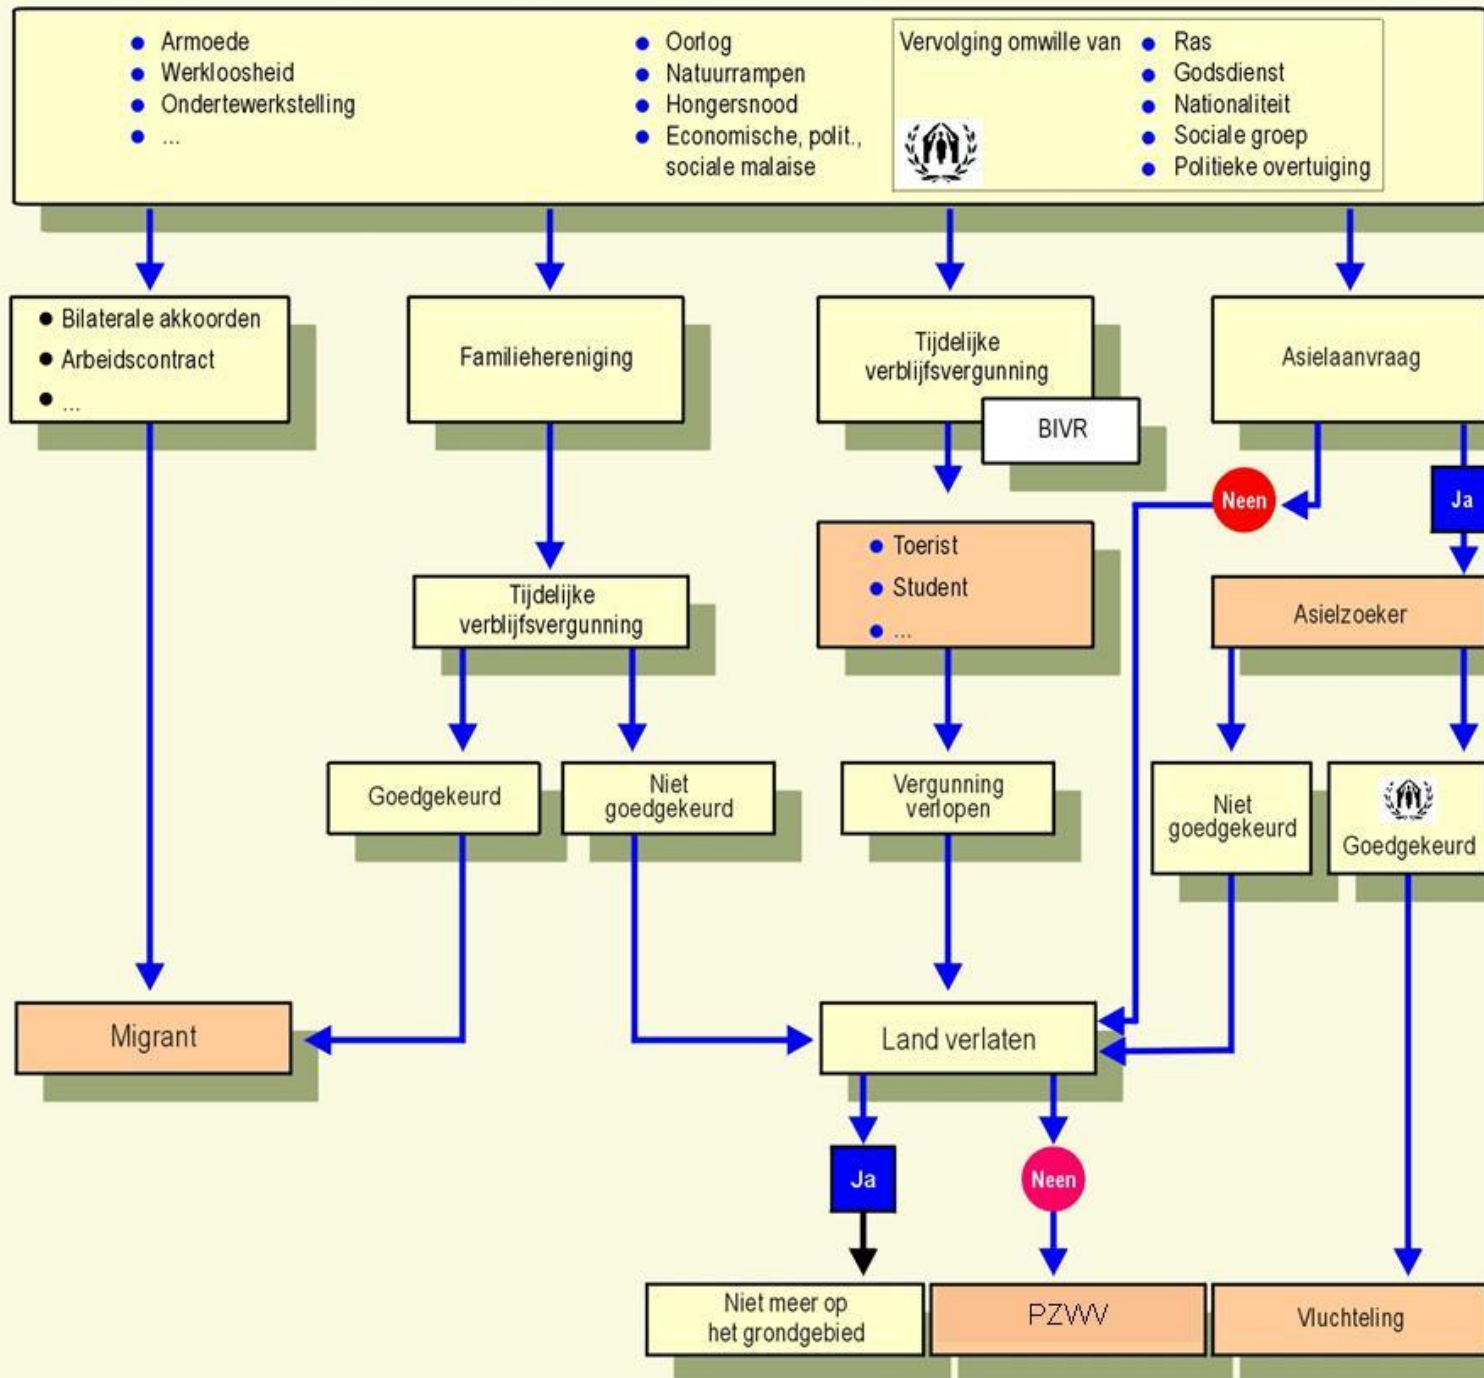 Armoede
Werkloosheid
Ondertewerkstelling
...
Oorlog
Natuurrampen
Hongersnood
Economische, polit.,
sociale malaise
Vervolging omwille van
Ras
Godsdienst
Nationaliteit
Sociale groep
Politieke overtuiging
Bilaterale akkoorden
Arbeidscontract
...
Familiehereniging
Tijdelijke
verblijfsvergunning
BIVR
Asielaanvraag
Neen
Ja
Toerist
Student
...
Tijdelijke
verblijfsvergunning
Asielzoeker
Goedgekeurd
Niet
goedgekeurd
Vergunning
verlopen
Niet
goedgekeurd
Goedgekeurd
Migrant
Land verlaten
Ja
Neen
Niet meer op
het grondgebied
PZWV
Vluchteling